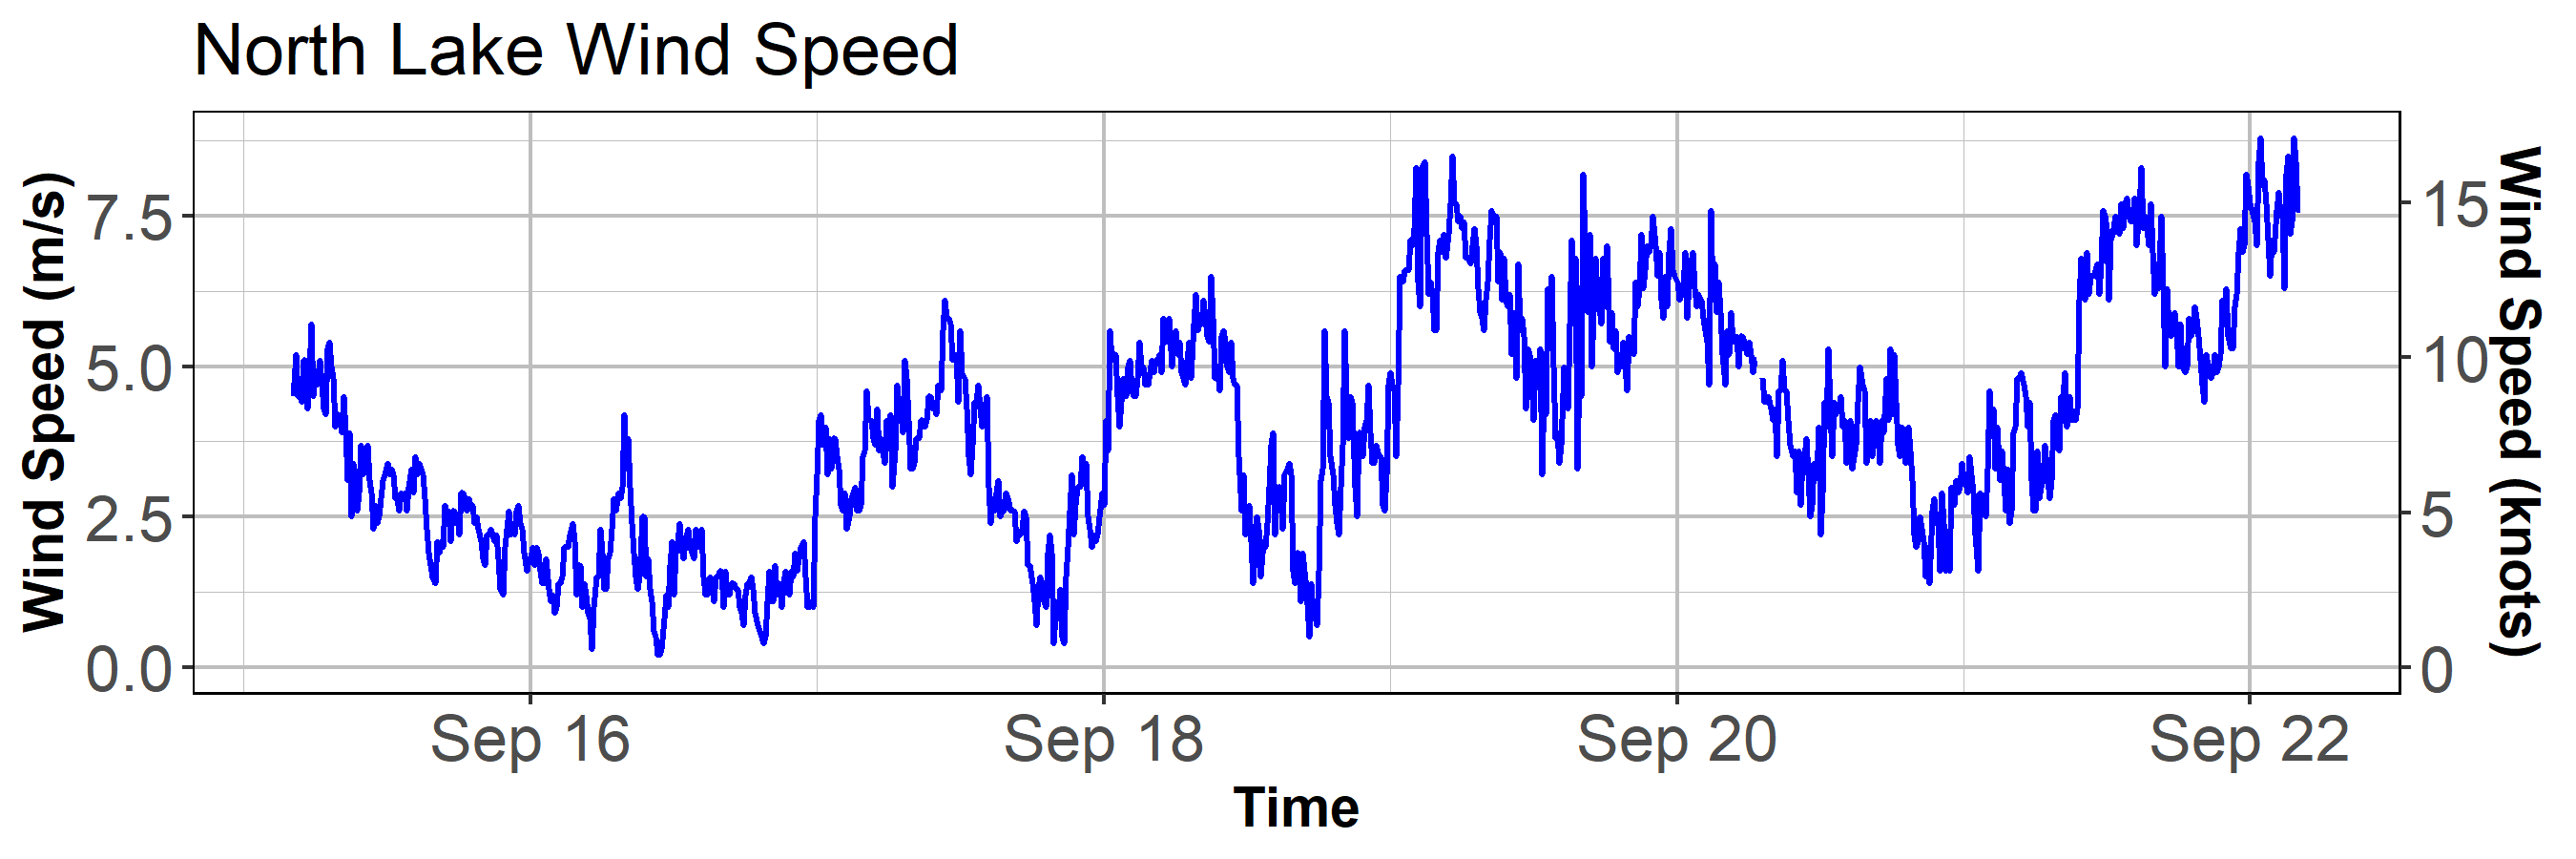 North Lake Wind Speed
Wind Speed (m/s)
7.5
5.0
2.5
0.0
15
10
5
0
Wind Speed (knots)
Sep 16
Sep 18
Sep 20
Sep 22
Time